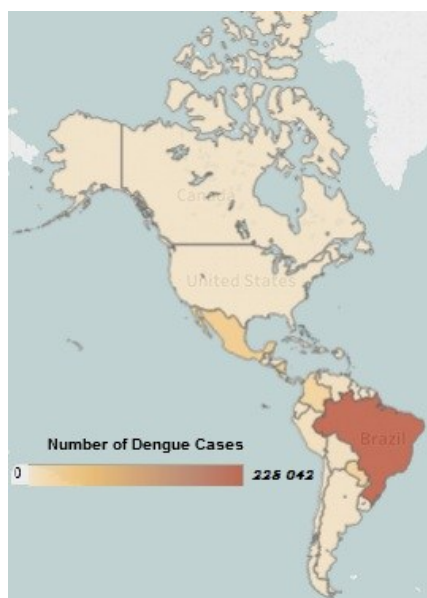 Canada
United States
Brazil
Number of Dengue Cases
0 225 042